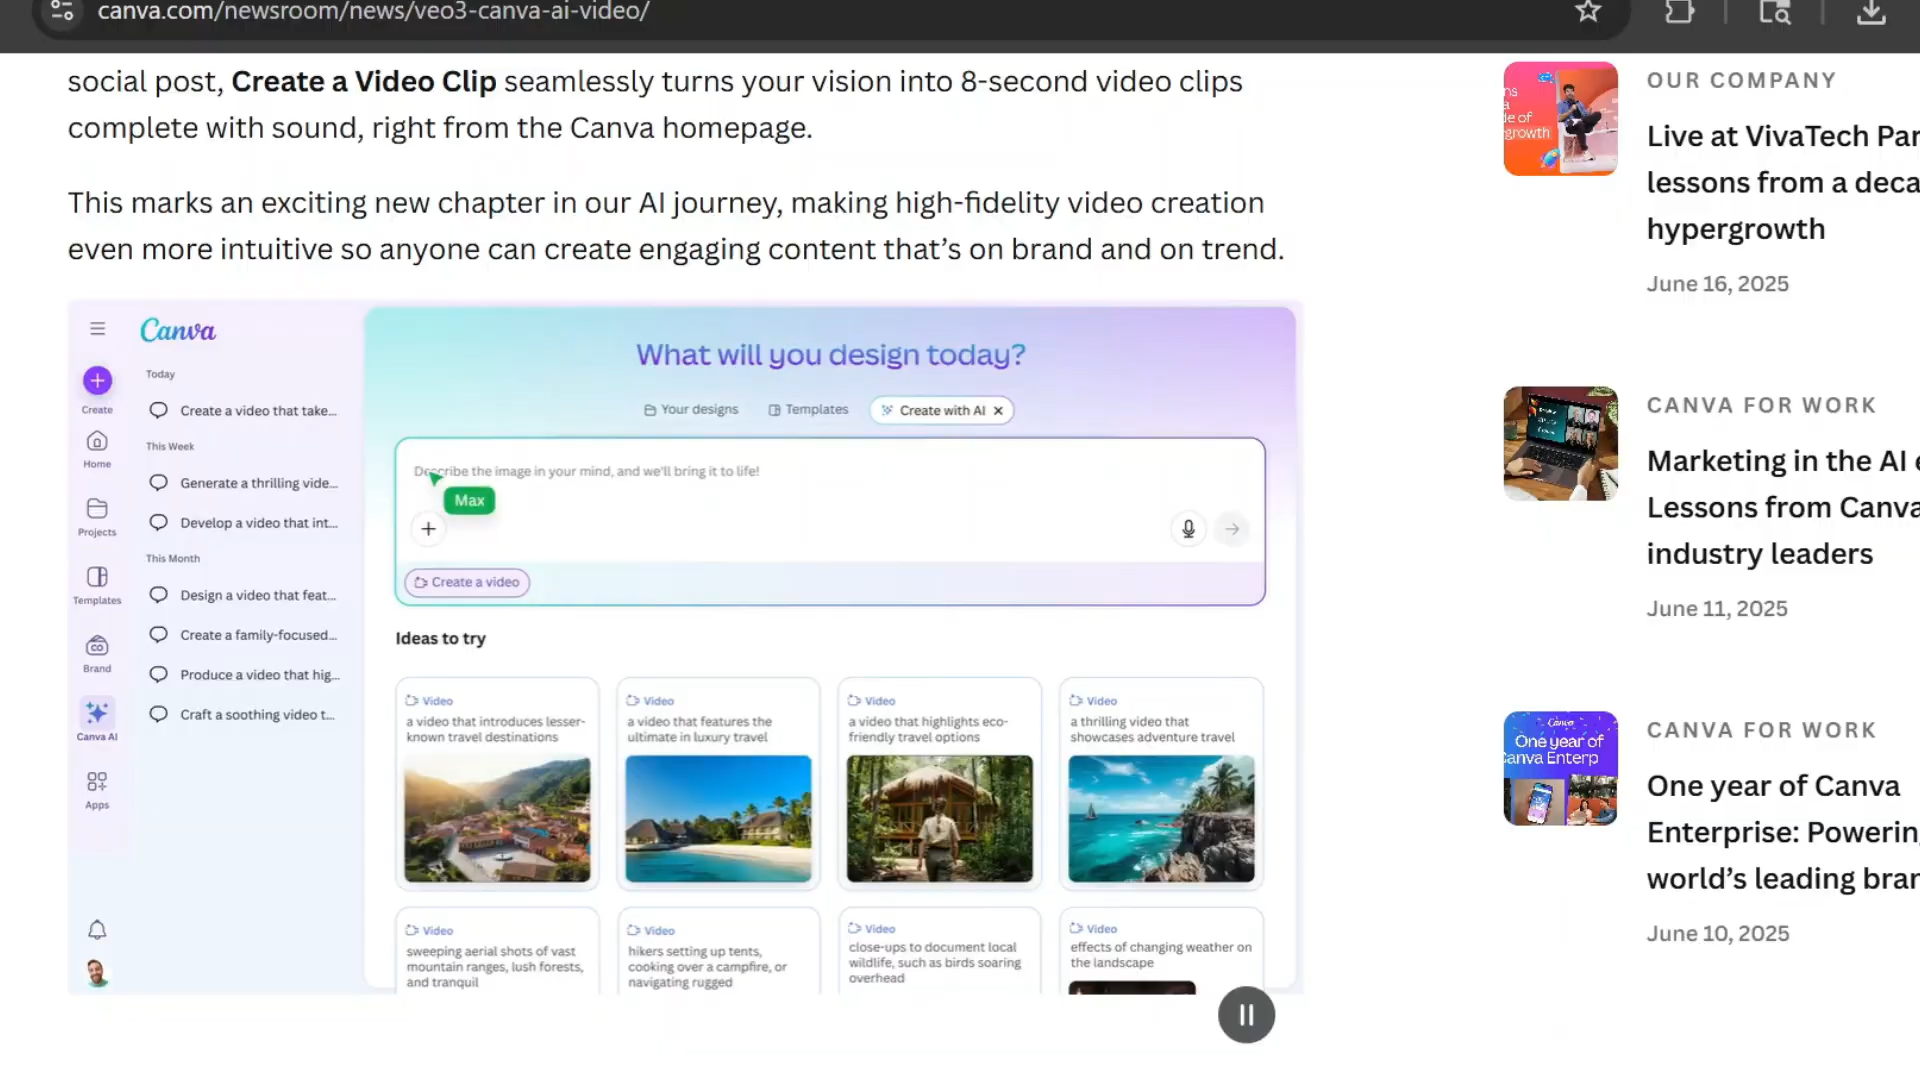 canva.com/newsroom/news/veo3-canva-ai-video/
social post, Create a Video Clip seamlessly turns your vision into 8-second video clips
complete with sound, right from the Canva homepage.
This marks an exciting new chapter in our AI journey, making high-fidelity video creation
even more intuitive so anyone can create engaging content that's on brand and on trend.
Canva
Create
Home
Projects
Templates
Brand
Canva AI
Apps
Today
Create a video that take...
This Week
Generate a thrilling vide...
Develop a video that int...
This Month
Design a video that feat...
Create a family-focused...
Produce a video that hig...
Craft a soothing video t...
What will you design today?
Your designs
Templates
Create with AI
Describe the image in your mind, and we'll bring it to life!
Max
Create a video
Ideas to try
Video
a video that introduces lesser-
known travel destinations
Video
a video that features the
ultimate in luxury travel
Video
a video that highlights eco-
friendly travel options
Video
a thrilling video that
showcases adventure travel
Video
sweeping aerial shots of vast
mountain ranges, lush forests,
and tranquil
Video
hikers setting up tents,
cooking over a campfire, or
navigating rugged
Video
close-ups to document local
wildlife, such as birds soaring
overhead
Video
effects of changing weather on
the landscape
growth
OUR COMPANY
Live at VivaTech Par
lessons from a deca
hypergrowth
June 16, 2025
CANVA FOR WORK
Marketing in the AI e
Lessons from Canva
industry leaders
June 11, 2025
Canva
One year of
Canva Enterp
CANVA FOR WORK
One year of Canva
Enterprise: Powering
world's leading bran
June 10, 2025